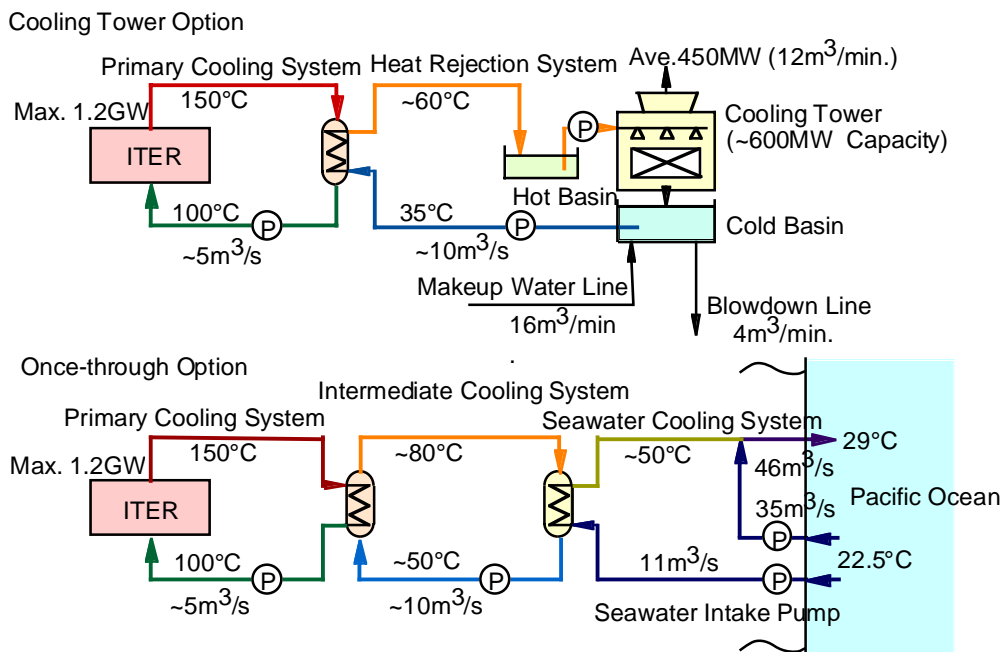 Cooling Tower Option
Ave.450MW (12m³/min.)
Primary Cooling System
Heat Rejection System
Max. 1.2GW
150°C
~60°C
P
Cooling Tower
(~600MW Capacity)
ITER
Hot Basin
100°C
P
35°C
P
Cold Basin
~5m³/s
~10m³/s
Makeup Water Line
16m³/min
Blowdown Line
4m³/min.
.
Once-through Option
Intermediate Cooling System
Primary Cooling System
Seawater Cooling System
Max. 1.2GW
150°C
~80°C
~50°C
29°C
46m³/s
ITER
35m³/s
Pacific Ocean
P
100°C
P
~50°C
P
11m³/s
P
22.5°C
~5m³/s
~10m³/s
Seawater Intake Pump